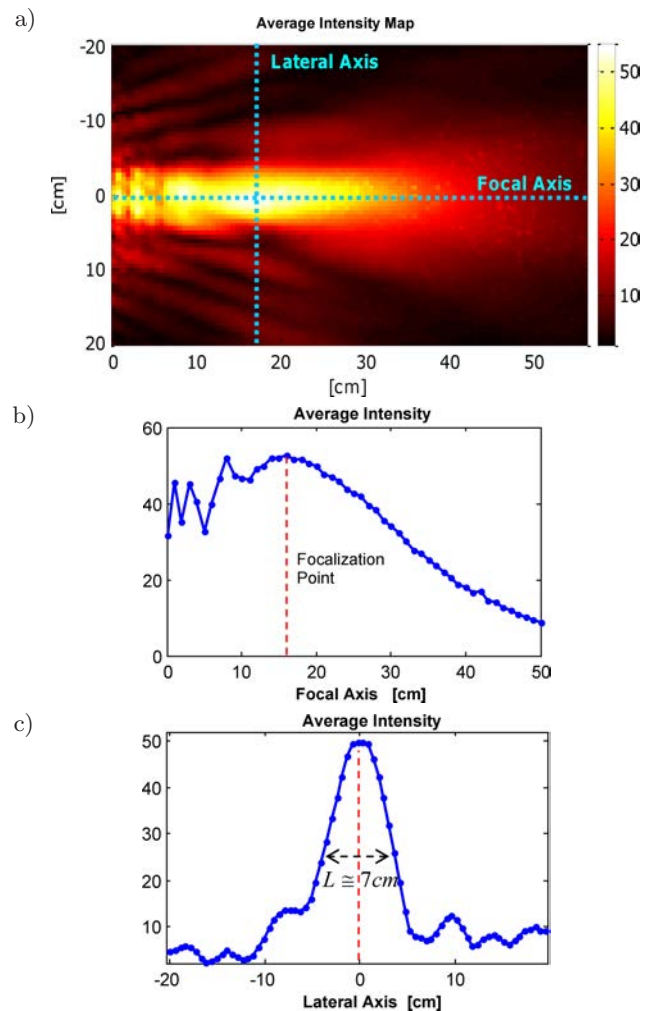 a)
Average Intensity Map
-20
-10
0
10
20
[cm]
Lateral Axis
Focal Axis
0
10
20
30
40
50
[cm]
50
40
30
20
10
b)
Average Intensity
60
40
20
0
Focalization
Point
0
10
20
30
40
50
Focal Axis [cm]
c)
Average Intensity
50
40
30
20
10
L ≅ 7cm
-20
-10
0
10
Lateral Axis [cm]